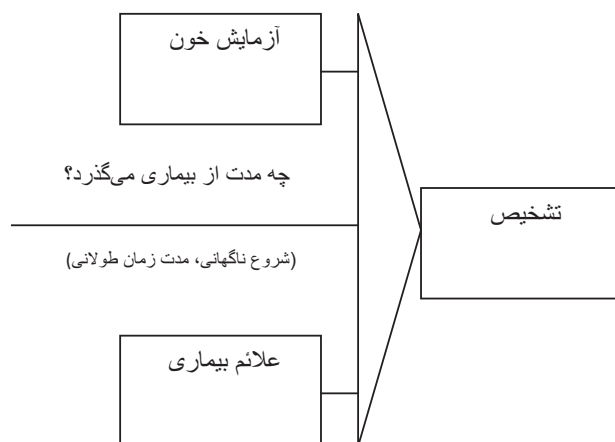 آزمایش خون
چه مدت از بیماری می‌گذرد؟
تشخیص
(شروع ناگهانی، مدت زمان طولانی)
علائم بیماری